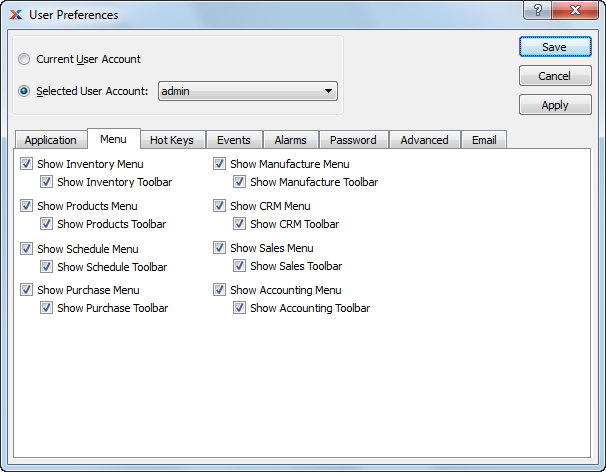 User Preferences
Current User Account
Selected User Account: admin
Save
Cancel
Apply
Application Menu Hot Keys Events Alarms Password Advanced Email
Show Inventory Menu Show Manufacture Menu
Show Inventory Toolbar Show Manufacture Toolbar
Show Products Menu Show CRM Menu
Show Products Toolbar Show CRM Toolbar
Show Schedule Menu Show Sales Menu
Show Schedule Toolbar Show Sales Toolbar
Show Purchase Menu Show Accounting Menu
Show Purchase Toolbar Show Accounting Toolbar